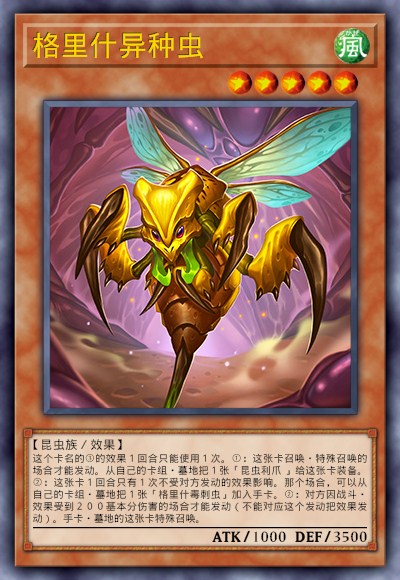 格里什异种虫
風
【昆虫族／效果】
这个卡名的③的效果1回合只能使用1次。①：这张卡召唤・特殊召唤的
场合才能发动。从自己的卡组・墓地把1张「昆虫利爪 」给这张卡装备。
②：这张卡1回合只有1次不受对方发动的效果影响。那个场合，可以从
自己的卡组・墓地把1张「格里什毒刺虫」加入手卡。②：对方因战斗・
效果受到２００基本分伤害的场合才能发动（不能对应这个发动把效果发
动）。手卡・墓地的这张卡特殊召唤。
ATK/1000 DEF/3500